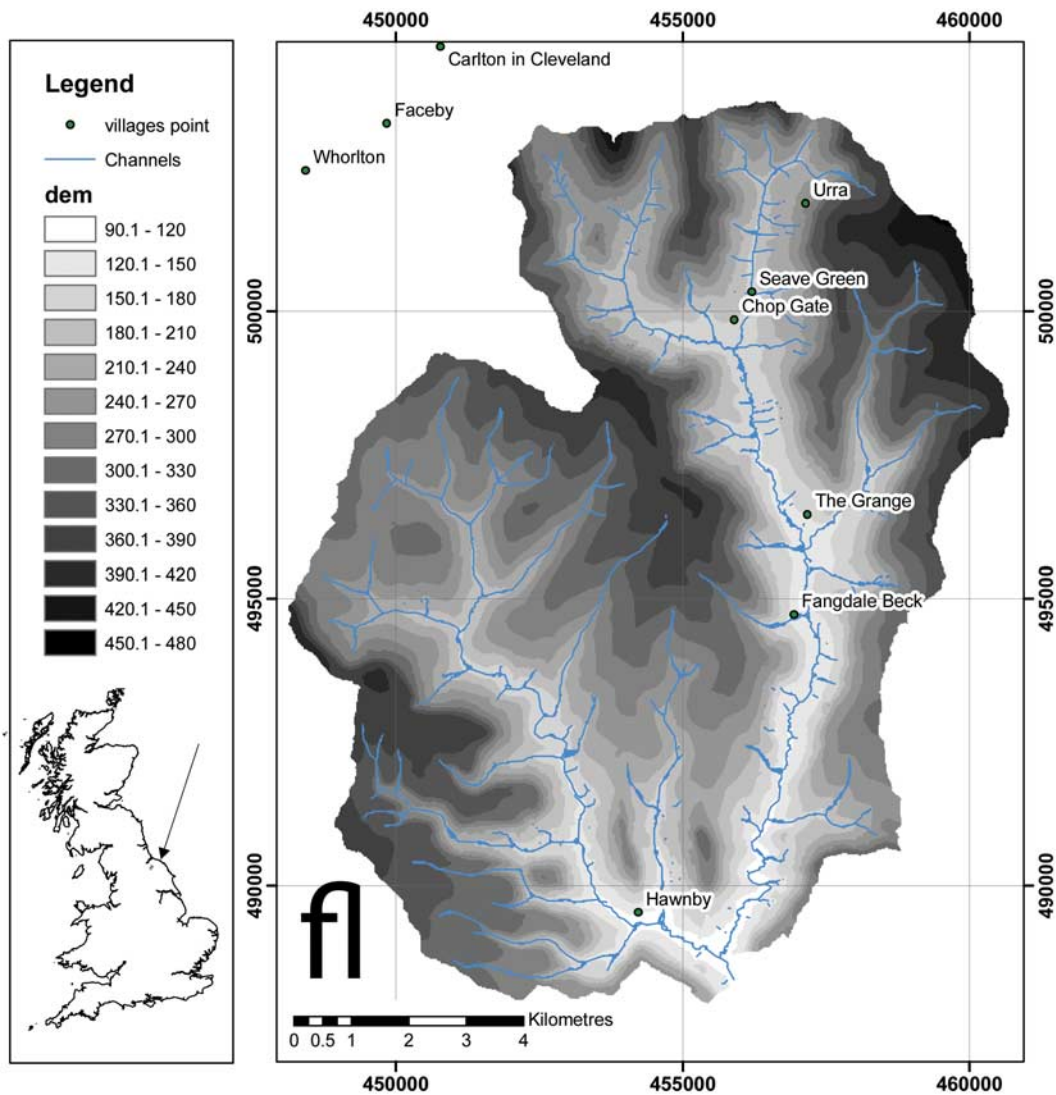 450000 455000 460000
Legend
villages point
Channels
dem
90.1 - 120
120.1 - 150
150.1 - 180
180.1 - 210
210.1 - 240
240.1 - 270
270.1 - 300
300.1 - 330
330.1 - 360
360.1 - 390
390.1 - 420
420.1 - 450
450.1 - 480
Carlton in Cleveland
Faceby
Whorlton
Urra
Seave Green
Chop Gate
500000 500000
The Grange
Fangdale Beck
495000 495000
490000 490000
Hawnby
fl
Kilometres
0 0.5 1 2 3 4
450000 455000 460000